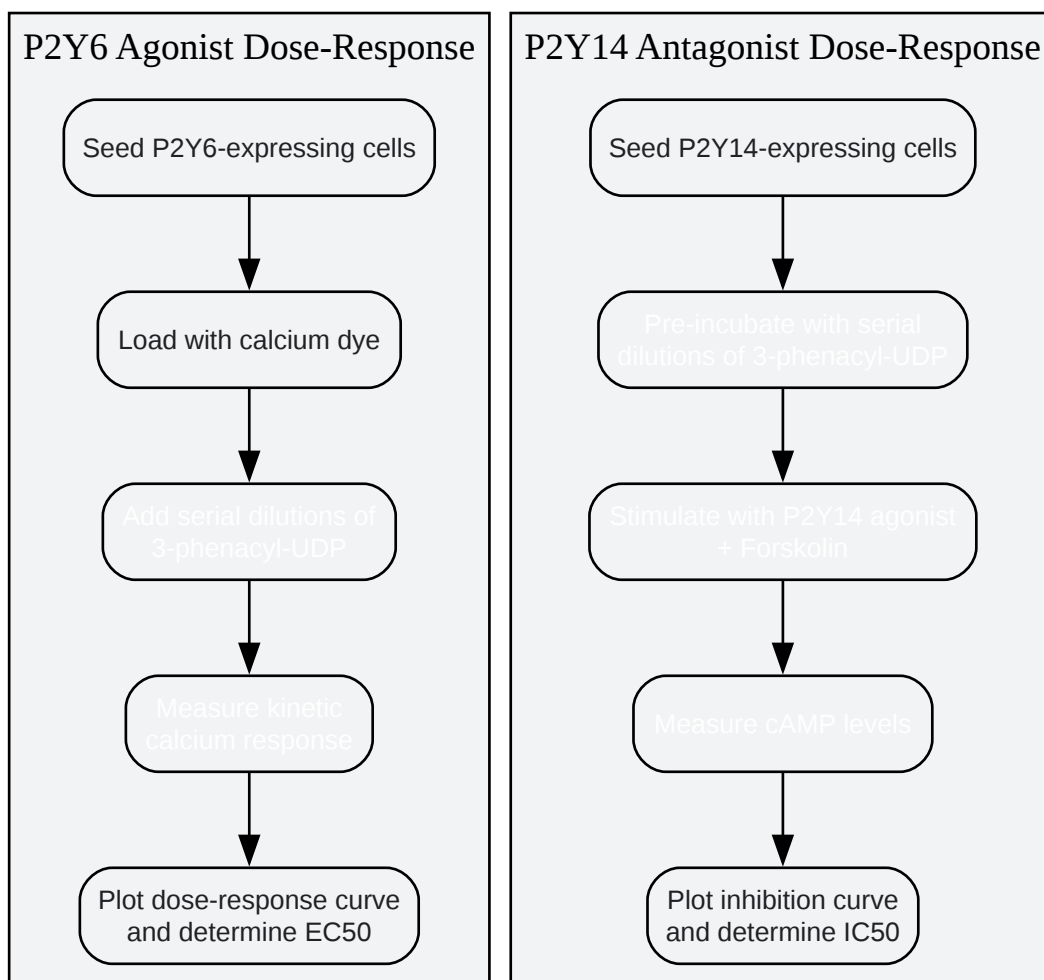 P2Y6 Agonist Dose-Response
Seed P2Y6-expressing cells
Load with calcium dye
Add serial dilutions of
3-phenacyl-UDP
Measure kinetic
calcium response
Plot dose-response curve
and determine EC50
P2Y14 Antagonist Dose-Response
Seed P2Y14-expressing cells
Pre-incubate with serial
dilutions of 3-phenacyl-UDP
Stimulate with P2Y14 agonist
+ Forskolin
Measure cAMP levels
Plot inhibition curve
and determine IC50